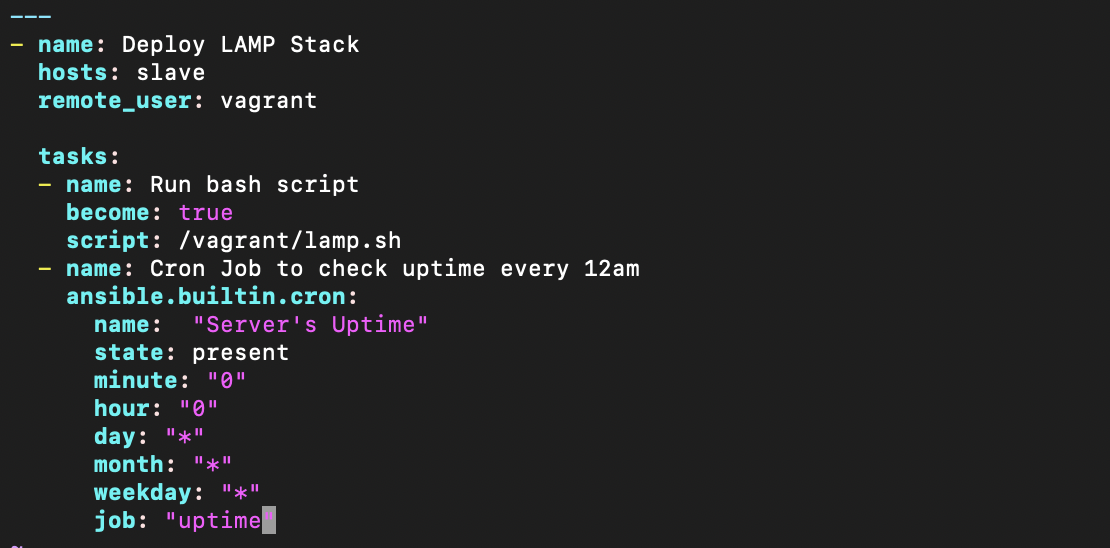 ---
- name: Deploy LAMP Stack
  hosts: slave
  remote_user: vagrant

  tasks:
  - name: Run bash script
    become: true
    script: /vagrant/lamp.sh
  - name: Cron Job to check uptime every 12am
    ansible.builtin.cron:
      name:  "Server's Uptime"
      state: present
      minute: "0"
      hour: "0"
      day: "*"
      month: "*"
      weekday: "*"
      job: "uptime"
~